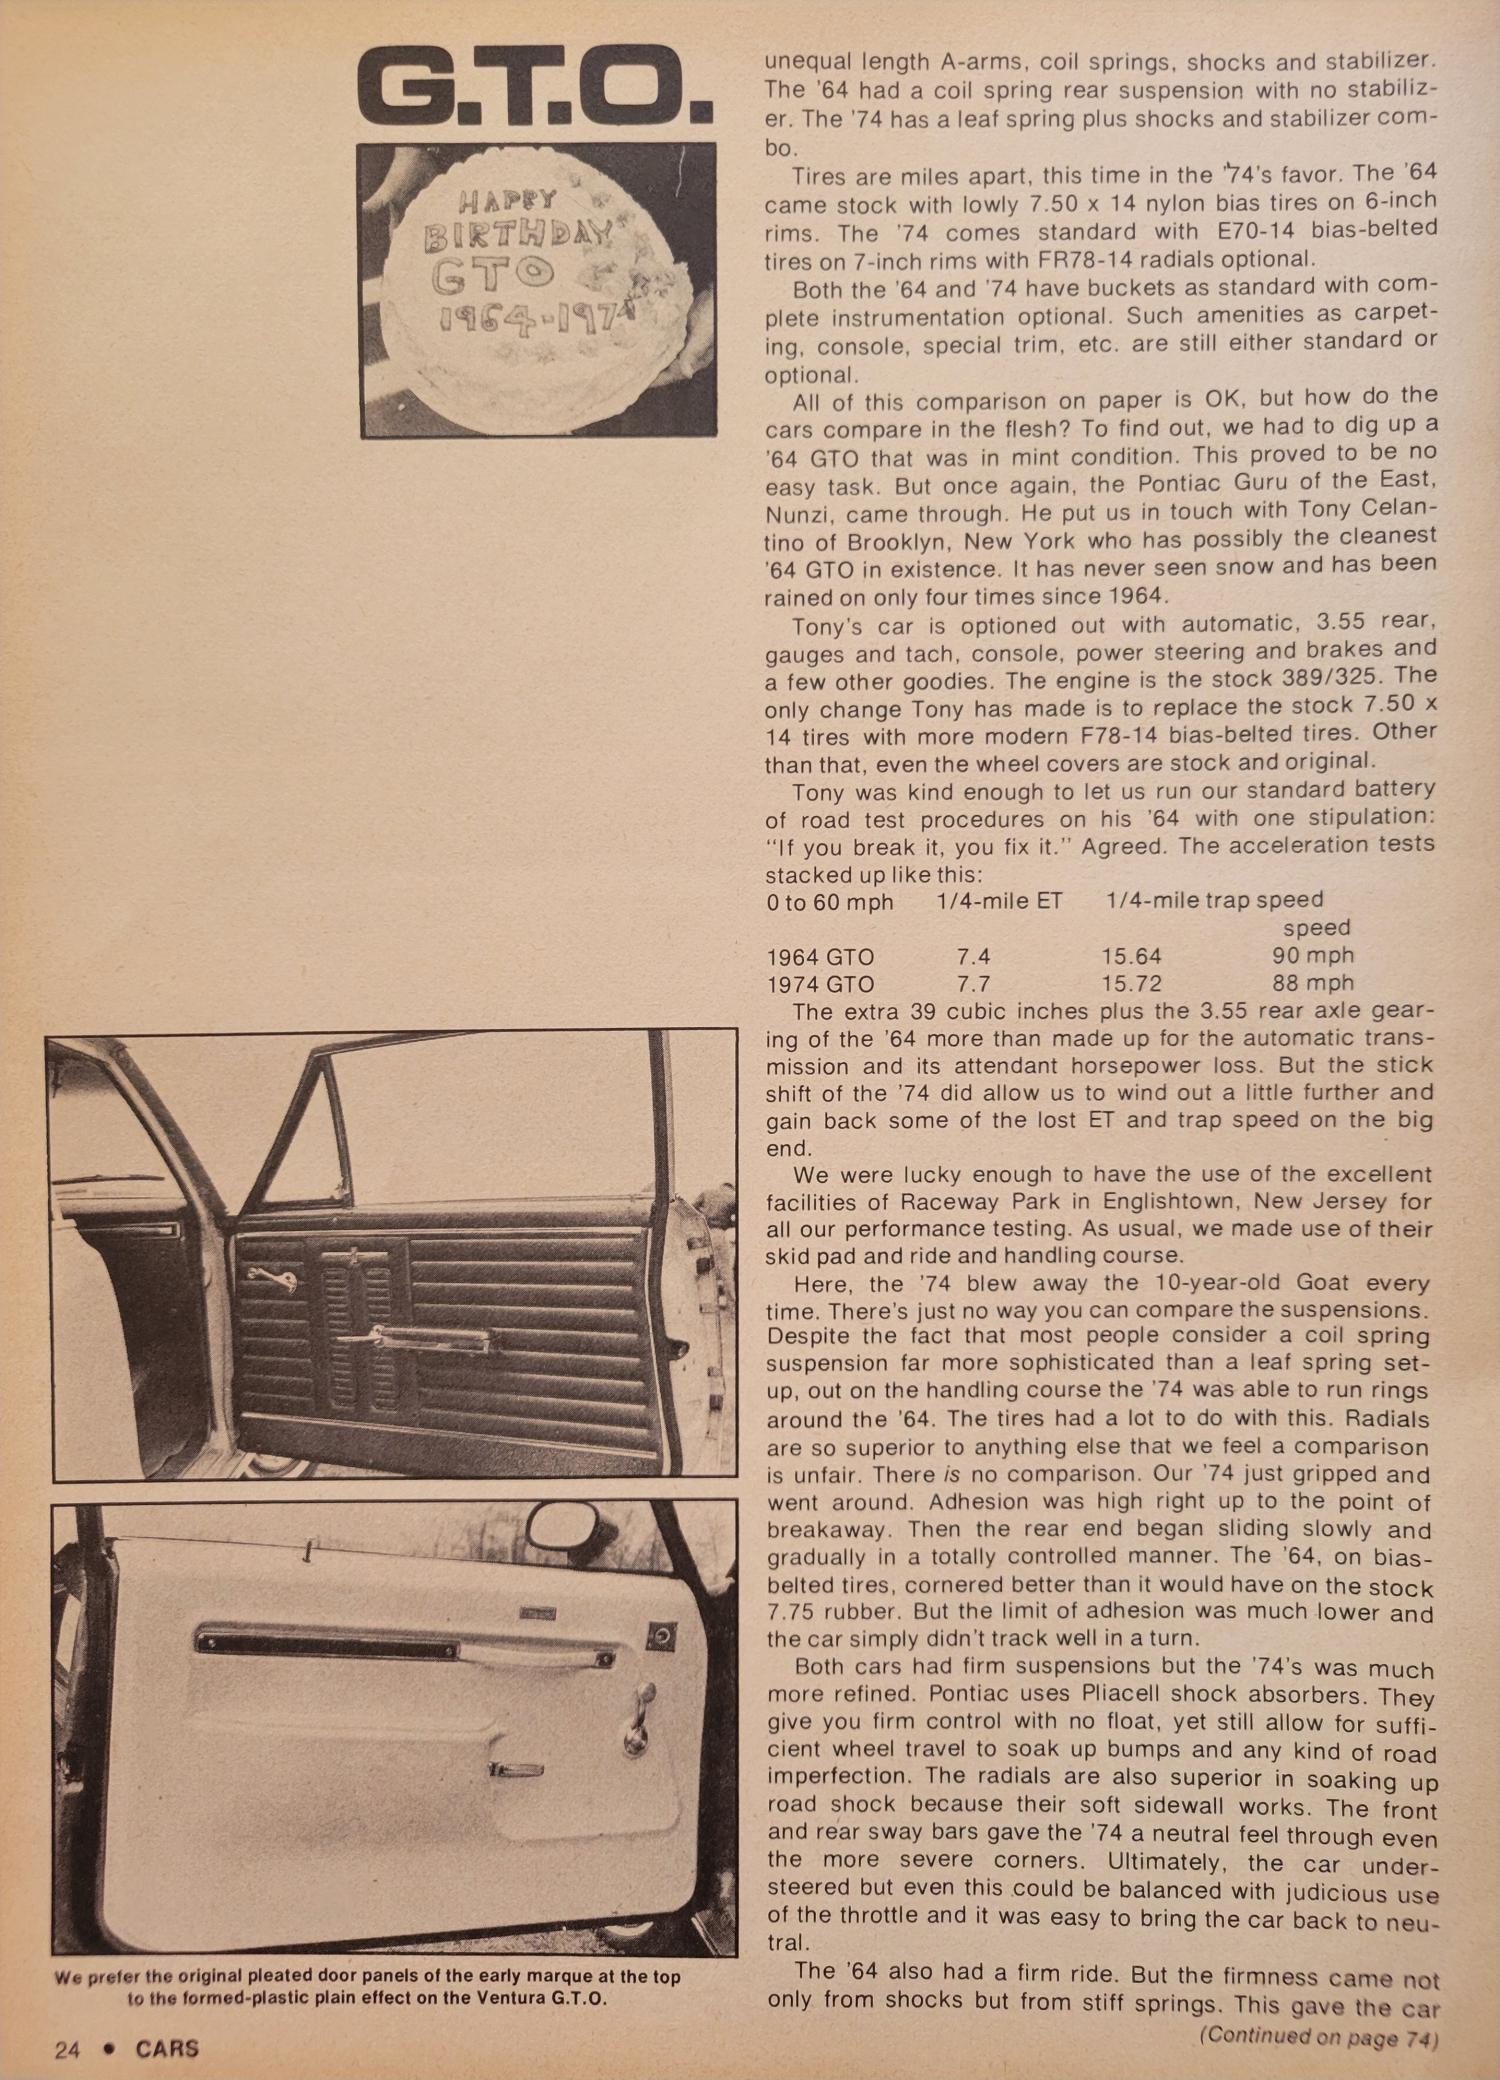 G.T.O.
HAPPY
BIRTHDAY
GTO
1964-1974
We prefer the original pleated door panels of the early marque at the top
to the formed-plastic plain effect on the Ventura G.T.O.
24 • CARS
unequal length A-arms, coil springs, shocks and stabilizer.
The '64 had a coil spring rear suspension with no stabiliz-
er. The '74 has a leaf spring plus shocks and stabilizer com-
bo.
Tires are miles apart, this time in the '74's favor. The '64
came stock with lowly 7.50 x 14 nylon bias tires on 6-inch
rims. The '74 comes standard with E70-14 bias-belted
tires on 7-inch rims with FR78-14 radials optional.
Both the '64 and '74 have buckets as standard with com-
plete instrumentation optional. Such amenities as carpet-
ing, console, special trim, etc. are still either standard or
optional.
All of this comparison on paper is OK, but how do the
cars compare in the flesh? To find out, we had to dig up a
'64 GTO that was in mint condition. This proved to be no
easy task. But once again, the Pontiac Guru of the East,
Nunzi, came through. He put us in touch with Tony Celan-
tino of Brooklyn, New York who has possibly the cleanest
'64 GTO in existence. It has never seen snow and has been
rained on only four times since 1964.
Tony's car is optioned out with automatic, 3.55 rear,
gauges and tach, console, power steering and brakes and
a few other goodies. The engine is the stock 389/325. The
only change Tony has made is to replace the stock 7.50 x
14 tires with more modern F78-14 bias-belted tires. Other
than that, even the wheel covers are stock and original.
Tony was kind enough to let us run our standard battery
of road test procedures on his '64 with one stipulation:
"If you break it, you fix it." Agreed. The acceleration tests
stacked up like this:
0 to 60 mph 1/4-mile ET 1/4-mile trap speed
speed
1964 GTO 7.4 15.64 90 mph
1974 GTO 7.7 15.72 88 mph
The extra 39 cubic inches plus the 3.55 rear axle gear-
ing of the '64 more than made up for the automatic trans-
mission and its attendant horsepower loss. But the stick
shift of the '74 did allow us to wind out a little further and
gain back some of the lost ET and trap speed on the big
end.
We were lucky enough to have the use of the excellent
facilities of Raceway Park in Englishtown, New Jersey for
all our performance testing. As usual, we made use of their
skid pad and ride and handling course.
Here, the '74 blew away the 10-year-old Goat every
time. There's just no way you can compare the suspensions.
Despite the fact that most people consider a coil spring
suspension far more sophisticated than a leaf spring set-
up, out on the handling course the '74 was able to run rings
around the '64. The tires had a lot to do with this. Radials
are so superior to anything else that we feel a comparison
is unfair. There is no comparison. Our '74 just gripped and
went around. Adhesion was high right up to the point of
breakaway. Then the rear end began sliding slowly and
gradually in a totally controlled manner. The '64, on bias-
belted tires, cornered better than it would have on the stock
7.75 rubber. But the limit of adhesion was much lower and
the car simply didn't track well in a turn.
Both cars had firm suspensions but the '74's was much
more refined. Pontiac uses Pliacell shock absorbers. They
give you firm control with no float, yet still allow for suffi-
cient wheel travel to soak up bumps and any kind of road
imperfection. The radials are also superior in soaking up
road shock because their soft sidewall works. The front
and rear sway bars gave the '74 a neutral feel through even
the more severe corners. Ultimately, the car under-
steered but even this could be balanced with judicious use
of the throttle and it was easy to bring the car back to neu-
tral.
The '64 also had a firm ride. But the firmness came not
only from shocks but from stiff springs. This gave the car
(Continued on page 74)